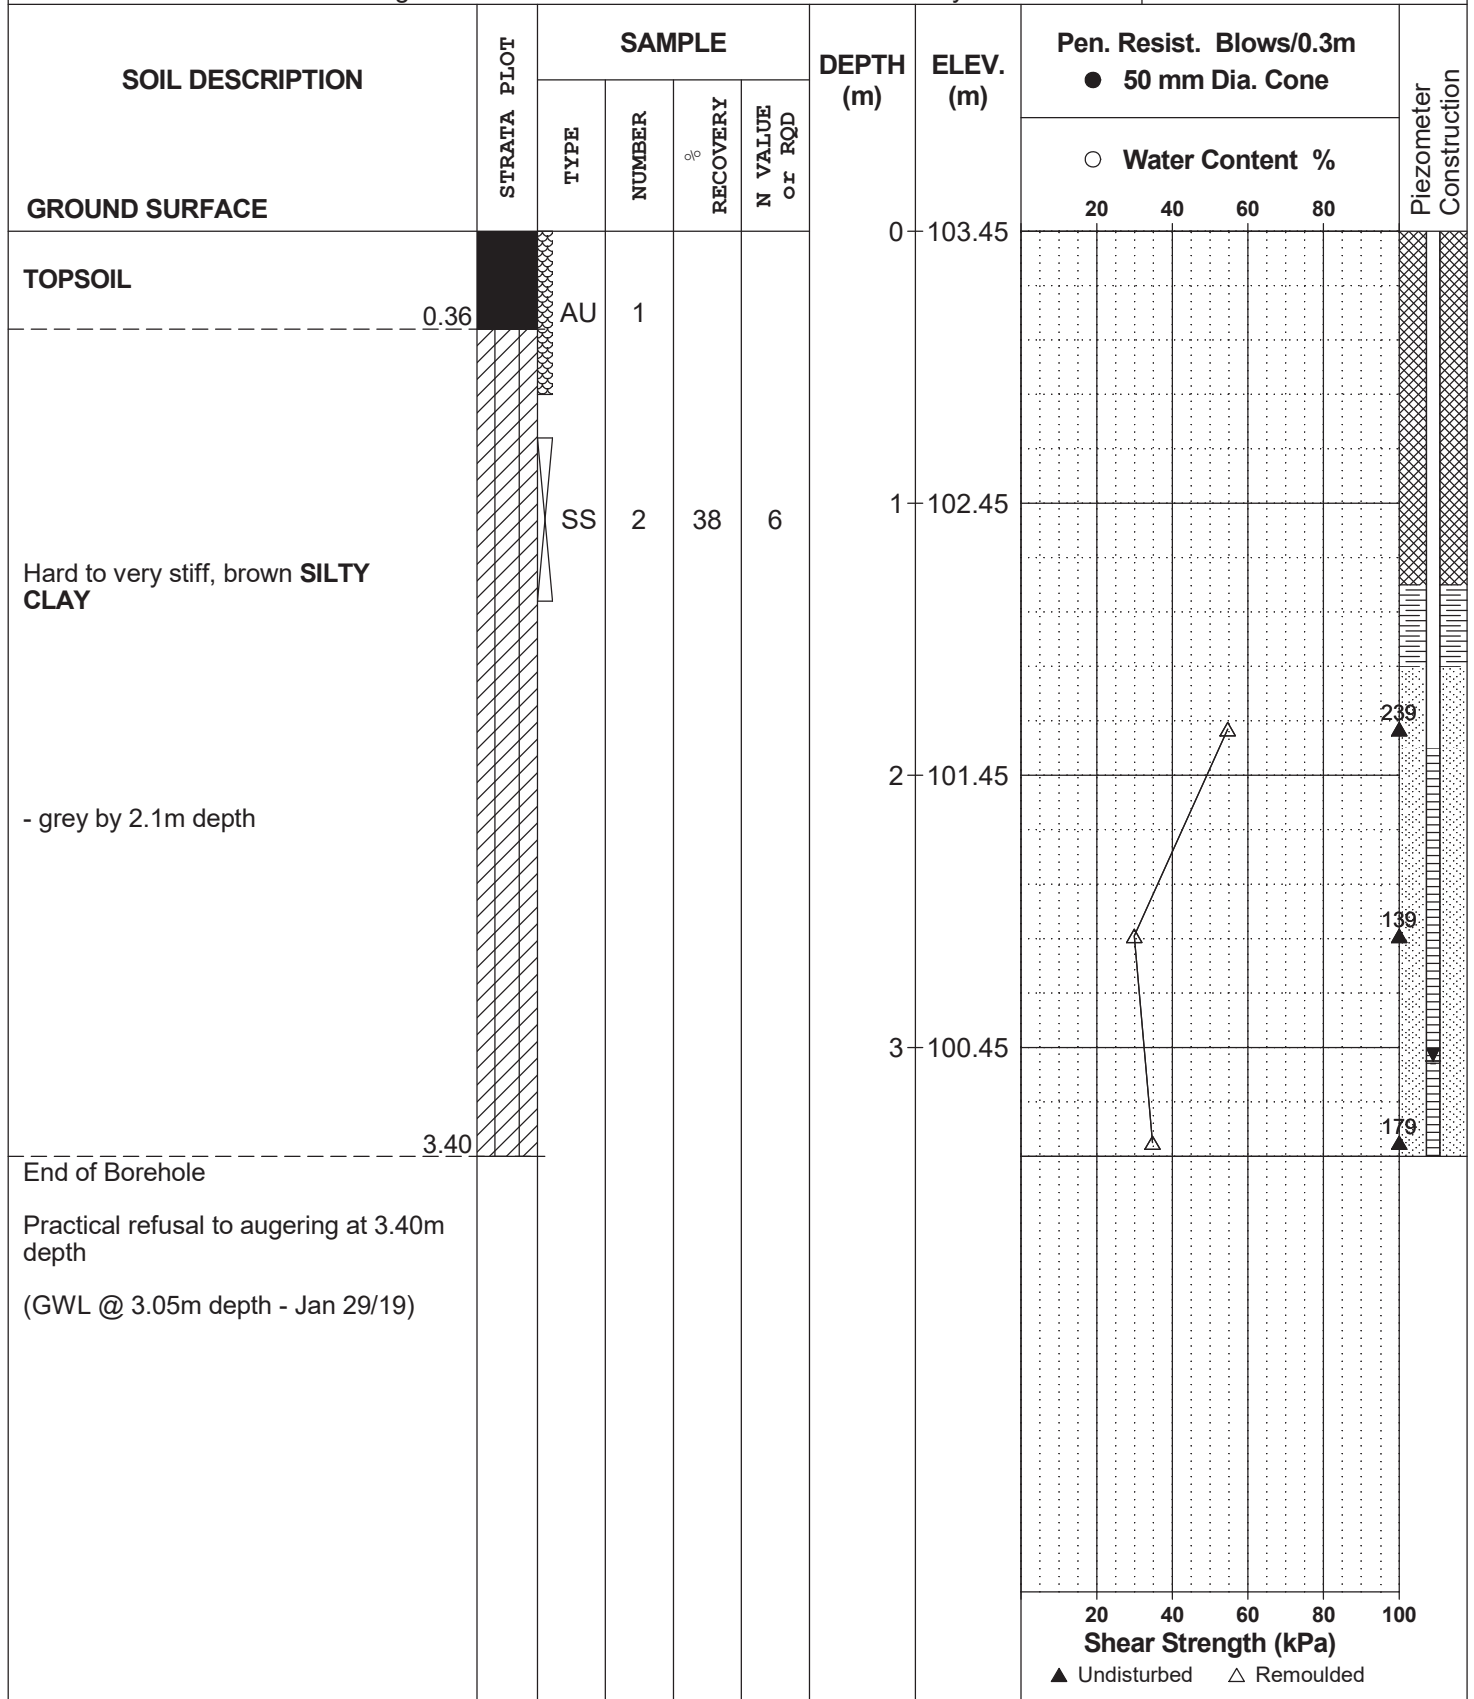 SOIL DESCRIPTION
GROUND SURFACE
STRATA PLOT
SAMPLE
TYPE
NUMBER
%
RECOVERY
N VALUE
or RQD
DEPTH
(m)
ELEV.
(m)
Pen. Resist. Blows/0.3m
● 50 mm Dia. Cone
○ Water Content %
20 40 60 80
Piezometer
Construction
0 103.45
TOPSOIL
0.36
AU 1
1 102.45
SS 2 38 6
Hard to very stiff, brown SILTY
CLAY
239
2 101.45
- grey by 2.1m depth
139
3 100.45
179
3.40
End of Borehole
Practical refusal to augering at 3.40m
depth
(GWL @ 3.05m depth - Jan 29/19)
20 40 60 80 100
Shear Strength (kPa)
▲ Undisturbed △ Remoulded